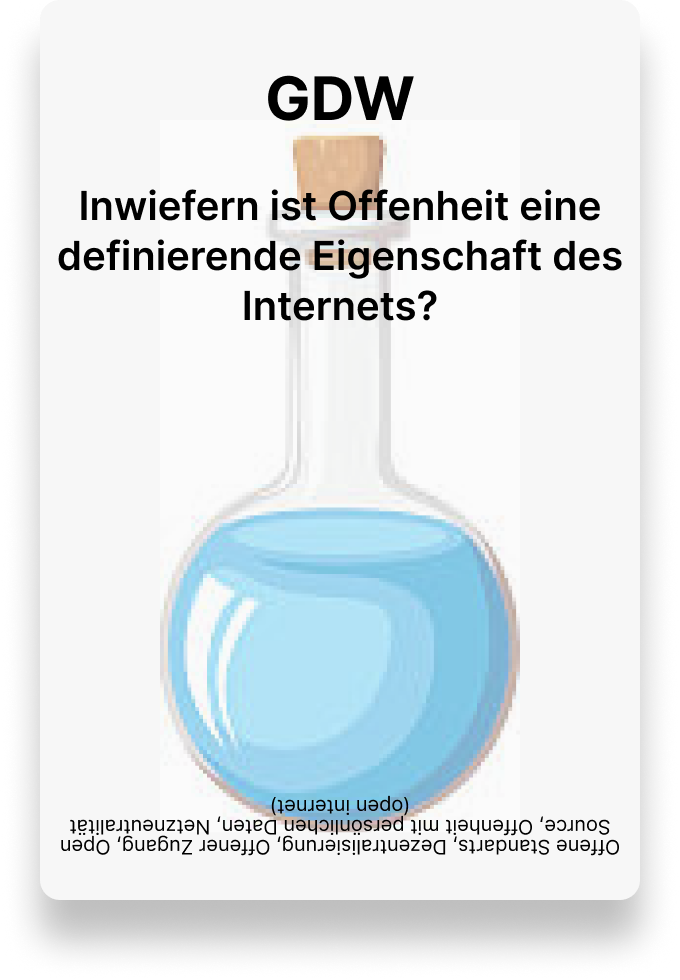 GDW
Inwiefern ist Offenheit eine
definierende Eigenschaft des
Internets?
Offene Standarts, Dezentralisierung, Offener Zugang, Open
Source, Offenheit mit persönlichen Daten, Netzneutralität
(open internet)